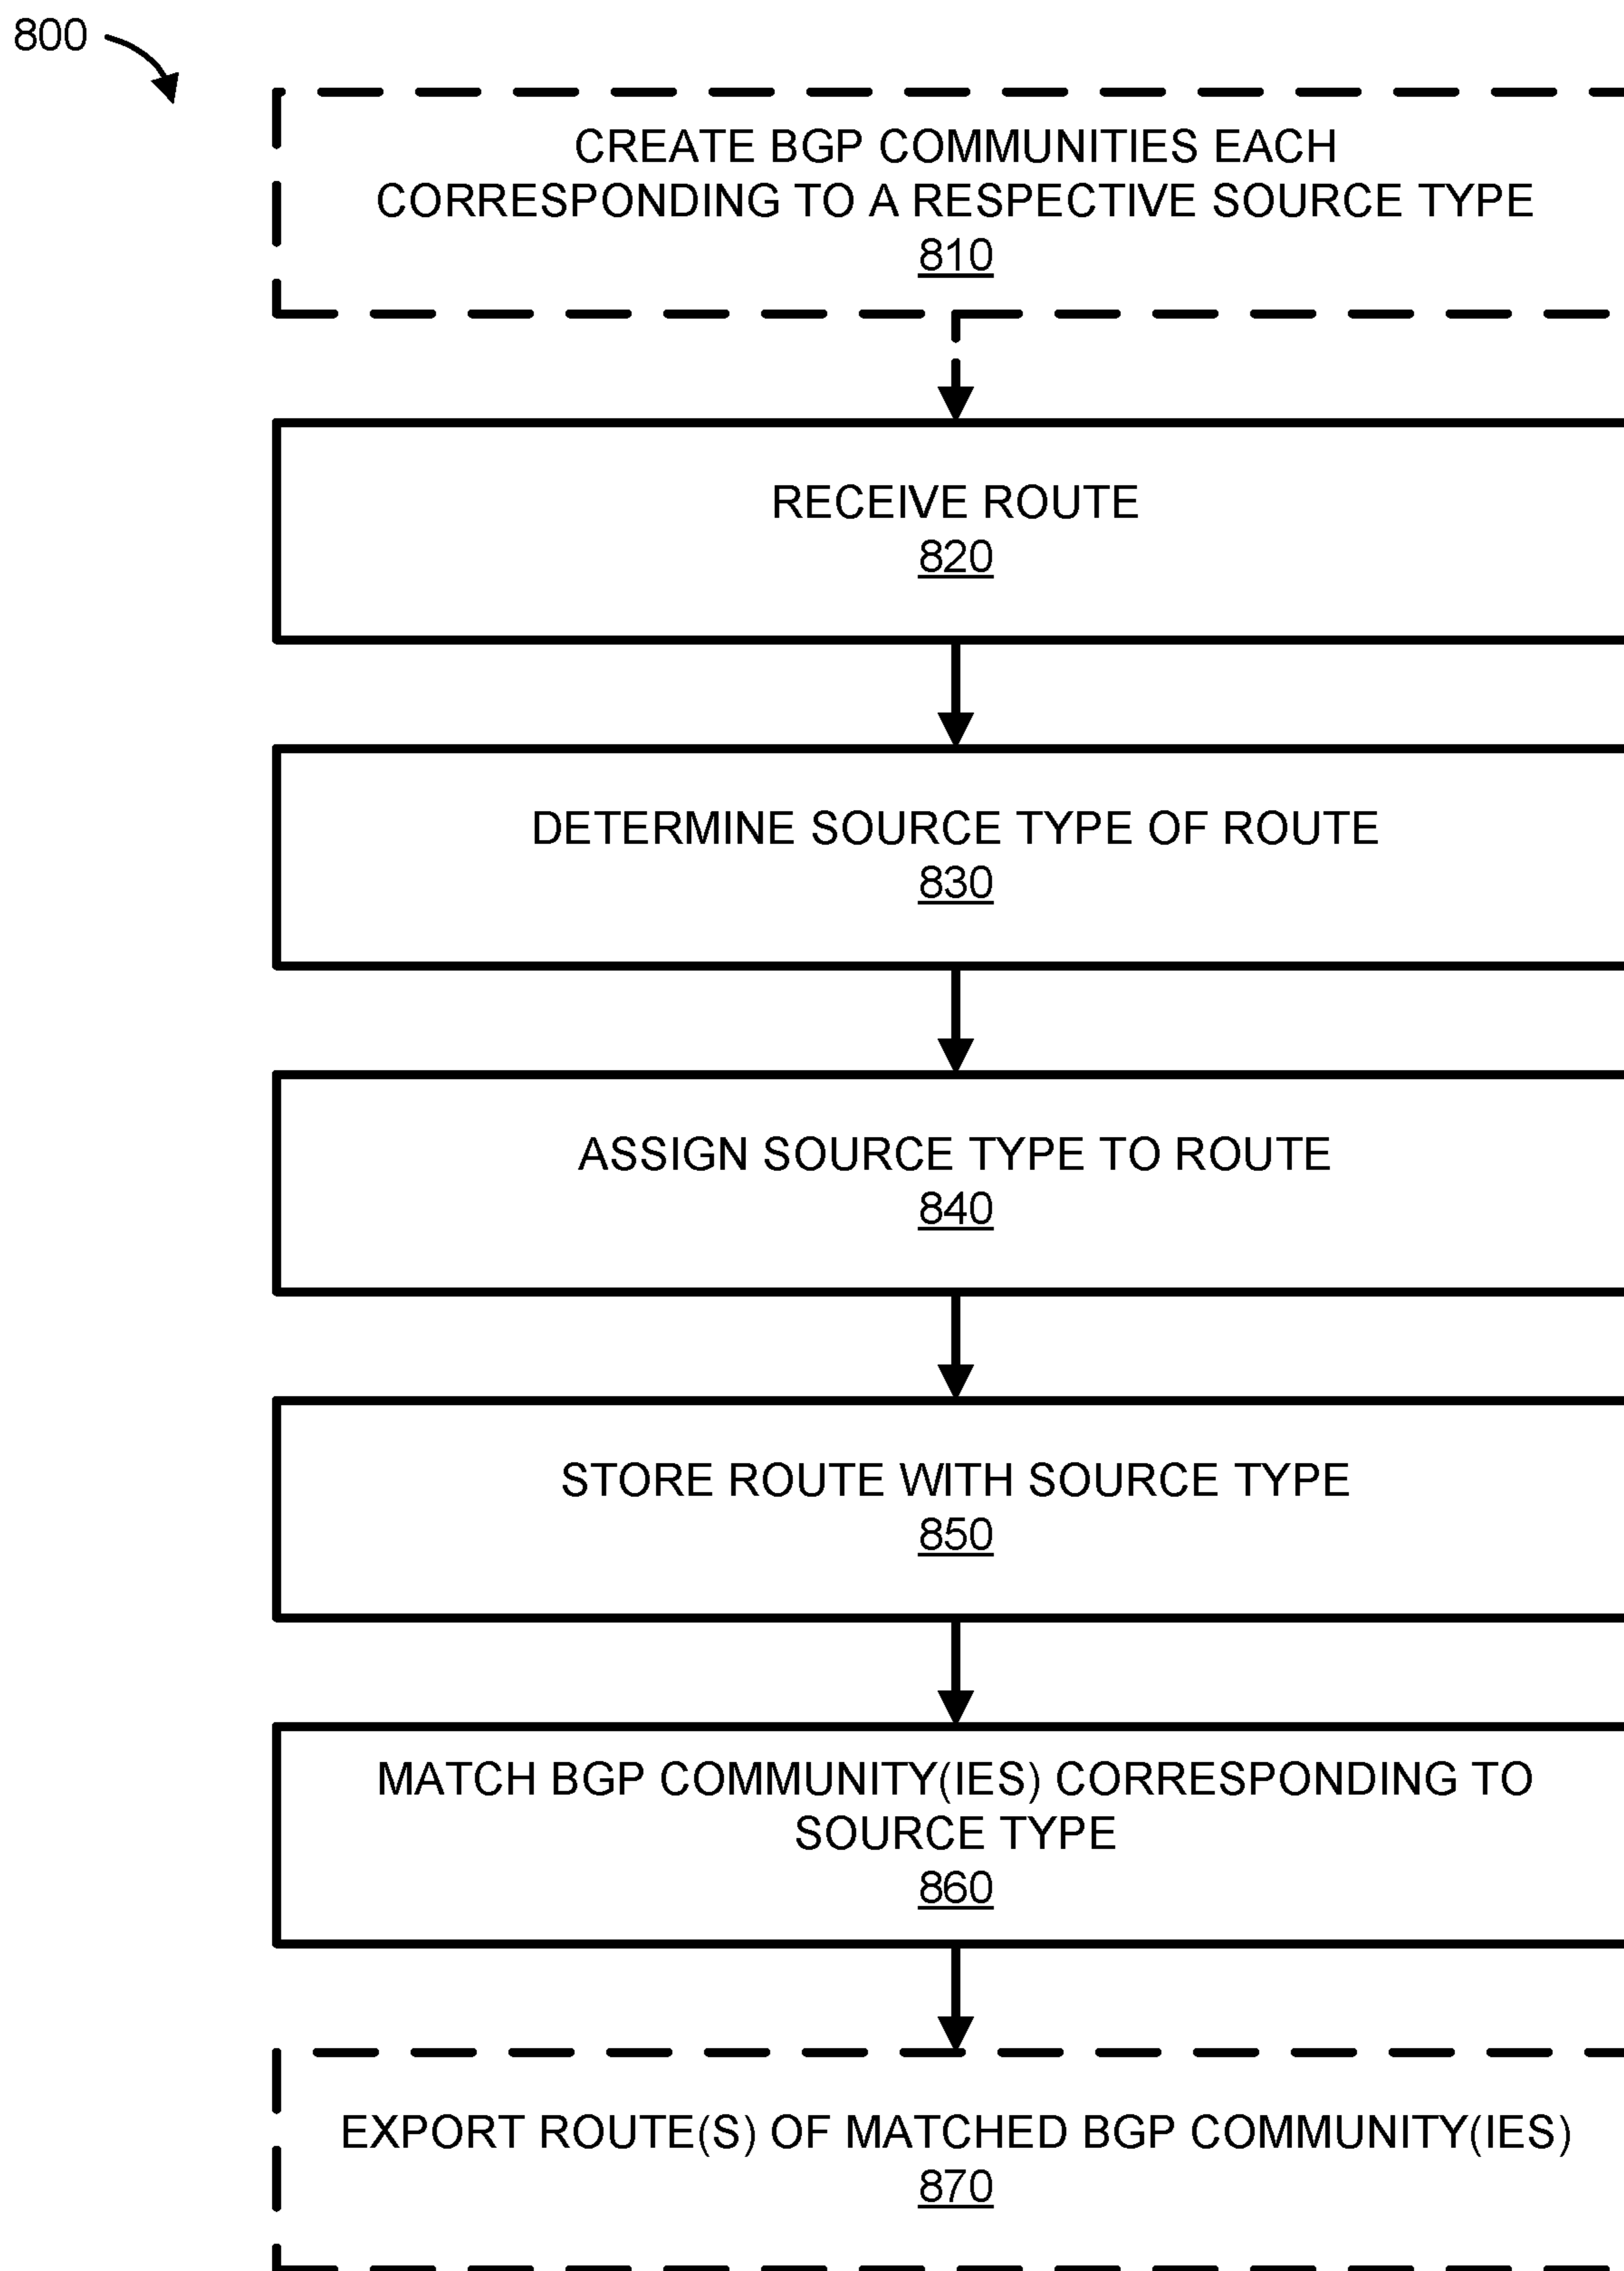 800
CREATE BGP COMMUNITIES EACH
CORRESPONDING TO A RESPECTIVE SOURCE TYPE
810
RECEIVE ROUTE
820
DETERMINE SOURCE TYPE OF ROUTE
830
ASSIGN SOURCE TYPE TO ROUTE
840
STORE ROUTE WITH SOURCE TYPE
850
MATCH BGP COMMUNITY(IES) CORRESPONDING TO
SOURCE TYPE
860
EXPORT ROUTE(S) OF MATCHED BGP COMMUNITY(IES)
870